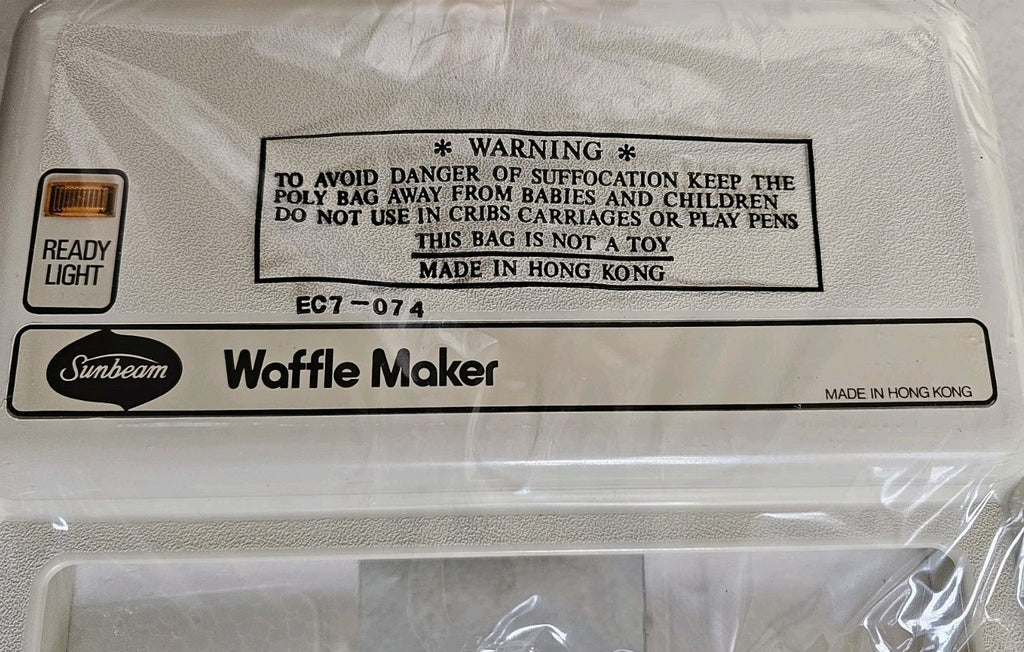 * WARNING *
TO AVOID DANGER OF SUFFOCATION KEEP THE
POLY BAG AWAY FROM BABIES AND CHILDREN
DO NOT USE IN CRIBS CARRIAGES OR PLAY PENS
THIS BAG IS NOT A TOY
MADE IN HONG KONG
EC7-074
READY
LIGHT
Sunbeam
Waffle Maker
MADE IN HONG KONG